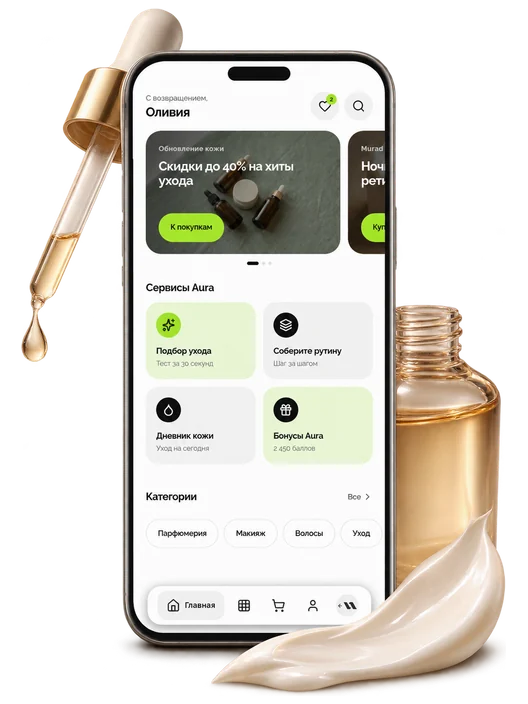 С возвращением,
Оливия
2
Обновление кожи
Скидки до 40% на хиты
ухода
К покупкам
Murad
Ноч
рети
Куп
Сервисы Aura
Подбор ухода
Тест за 30 секунд
Соберите рутину
Шаг за шагом
Дневник кожи
Уход на сегодня
Бонусы Aura
2 450 баллов
Категории
Все
Парфюмерия
Макияж
Волосы
Уход
Главная